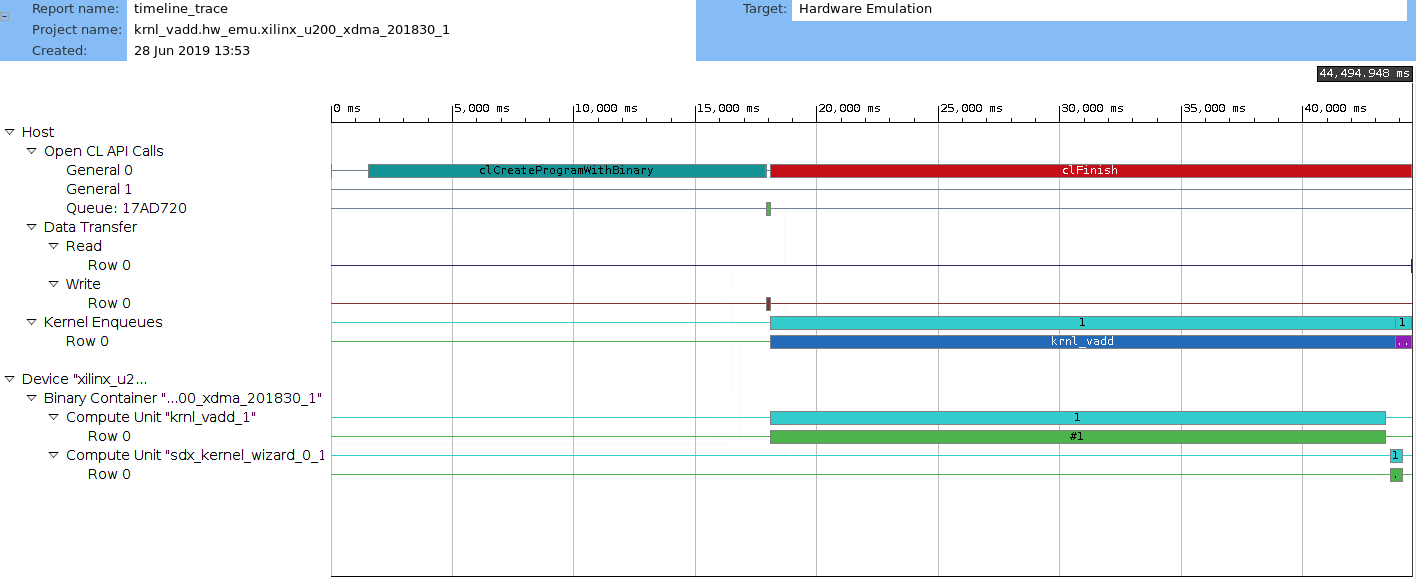 Report name: timeline_trace
Target: Hardware Emulation
Project name: krnl_vadd.hw_emu.xilinx_u200_xdma_201830_1
Created: 28 Jun 2019 13:53
44,494.948 ms
0 ms 5,000 ms 10,000 ms 15,000 ms 20,000 ms 25,000 ms 30,000 ms 35,000 ms 40,000 ms
Host
Open CL API Calls
General 0 clCreateProgramWithBinary clFinish
General 1
Queue: 17AD720
Data Transfer
Read
Row 0
Write
Row 0
Kernel Enqueues 1 1
Row 0 krnl_vadd ..
Device "xilinx_u2...
Binary Container "...00_xdma_201830_1"
Compute Unit "krnl_vadd_1" 1
Row 0 #1
Compute Unit "sdx_kernel_wizard_0_1 1
Row 0 .